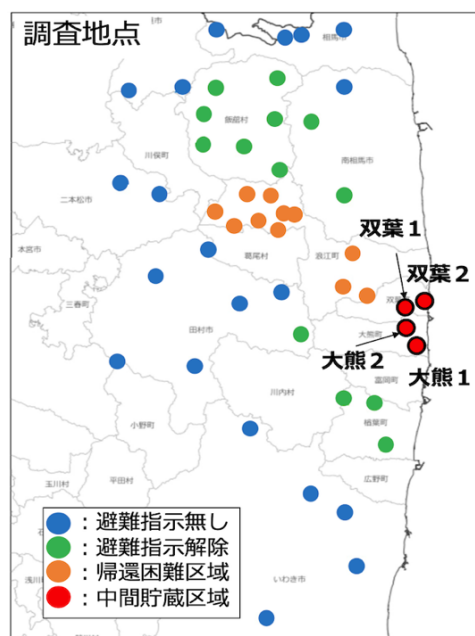 調査地点
相馬市
飯舘村
川俣町
南相馬市
二本松市
双葉1
本宮市
葛尾村
浪江町
双葉2
三春町
双葉
大熊町
田村市
大熊2
大熊1
富岡町
川内村
楢葉町
小野町
広野町
玉川村
平田村
:避難指示無し
:避難指示解除
:帰還困難区域
:中間貯蔵区域
浅川
いわき市